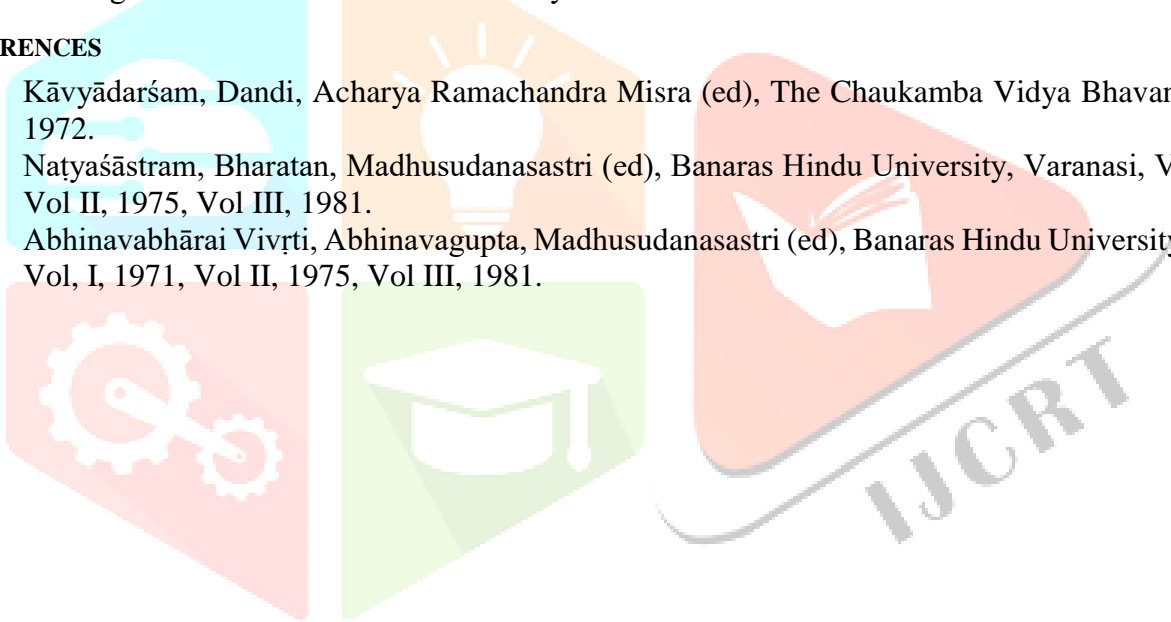 RENCES
Kāvyādarśam, Dandi, Acharya Ramachandra Misra (ed), The Chaukamba Vidya Bhavan
1972.
Naṭyaśāstram, Bharatan, Madhusudanasastri (ed), Banaras Hindu University, Varanasi, V
Vol II, 1975, Vol III, 1981.
Abhinavabhārai Vivṛti, Abhinavagupta, Madhusudanasastri (ed), Banaras Hindu University
Vol, I, 1971, Vol II, 1975, Vol III, 1981.
IJCRT